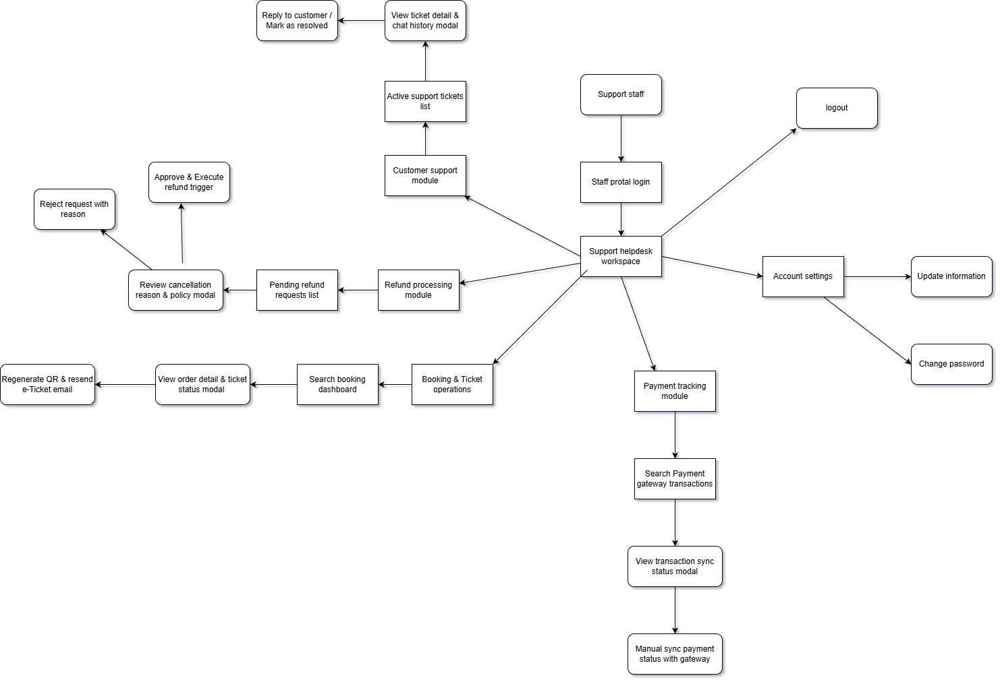 Reply to customer /
Mark as resolved
View ticket detail &
chat history modal
Active support tickets
list
Support staff
logout
Customer support
module
Staff protal login
Approve & Execute
refund trigger
Reject request with
reason
Support helpdesk
workspace
Account settings
Update information
Review cancellation
reason & policy modal
Pending refund
requests list
Refund processing
module
Change password
Regenerate QR & resend
e-Ticket email
View order detail & ticket
status modal
Search booking
dashboard
Booking & Ticket
operations
Payment tracking
module
Search Payment
gateway transactions
View transaction sync
status modal
Manual sync payment
status with gateway